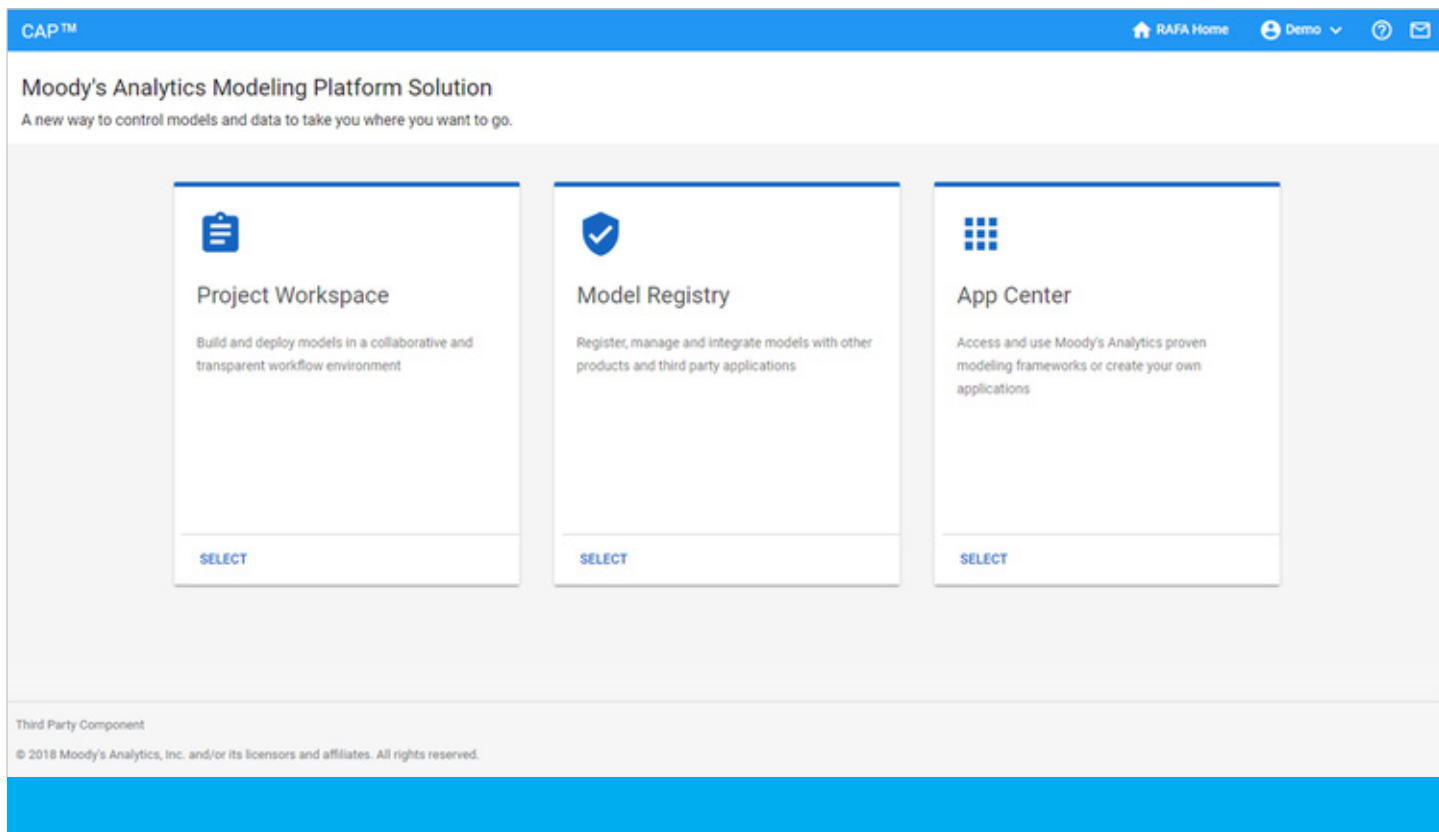 CAP™
RAFA Home
Demo
Moody's Analytics Modeling Platform Solution
A new way to control models and data to take you where you want to go.
Project Workspace
Build and deploy models in a collaborative and
transparent workflow environment
SELECT
Model Registry
Register, manage and integrate models with other
products and third party applications
SELECT
App Center
Access and use Moody's Analytics proven
modeling frameworks or create your own
applications
SELECT
Third Party Component
© 2018 Moody's Analytics, Inc. and/or its licensors and affiliates. All rights reserved.